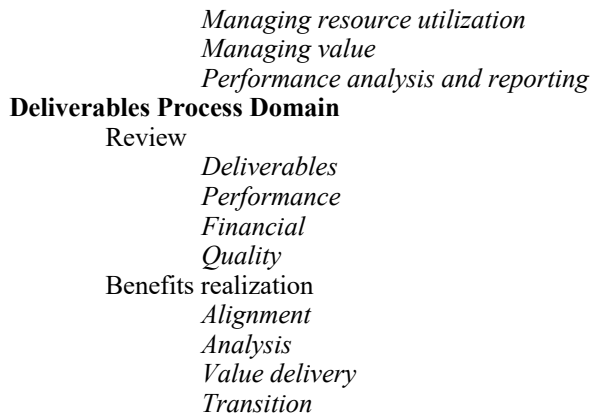 Managing resource utilization
Managing value
Performance analysis and reporting
Deliverables Process Domain
Review
Deliverables
Performance
Financial
Quality
Benefits realization
Alignment
Analysis
Value delivery
Transition